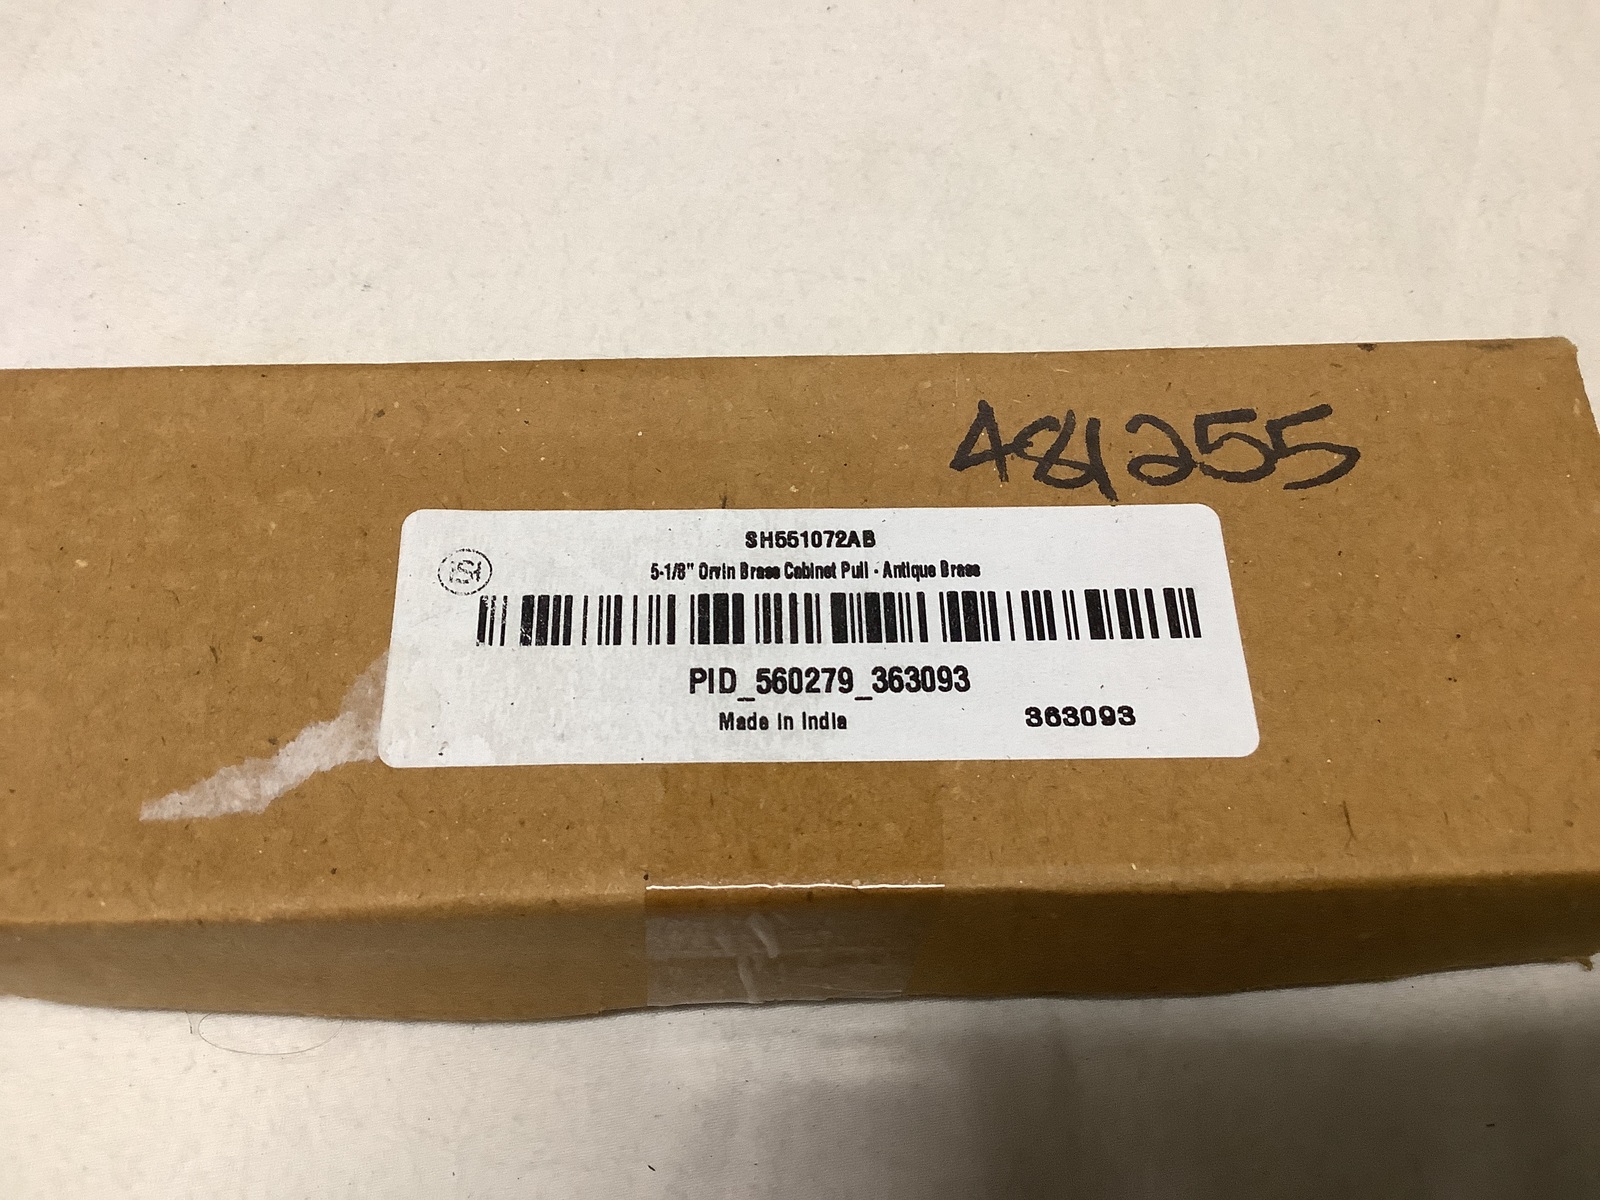 481255
SH551072AB
5-1/8" Orvin Brass Cabinet Pull - Antique Brass
PID_560279_363093
Made in India
363093